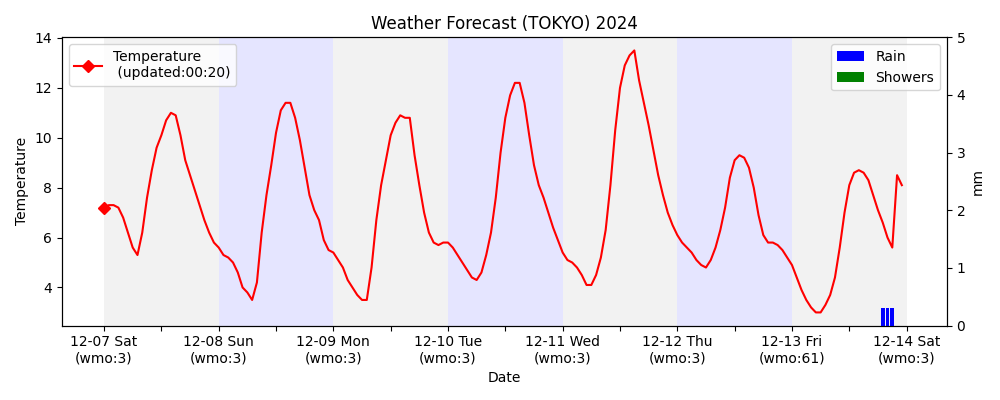 Weather Forecast (TOKYO) 2024
Temperature
(updated:00:20)
Rain
Showers
14
12
10
8
6
4
Temperature
5
4
3
2
1
0
mm
12-07 Sat
(wmo:3)
12-08 Sun
(wmo:3)
12-09 Mon
(wmo:3)
12-10 Tue
(wmo:3)
12-11 Wed
(wmo:3)
12-12 Thu
(wmo:3)
12-13 Fri
(wmo:61)
12-14 Sat
(wmo:3)
Date